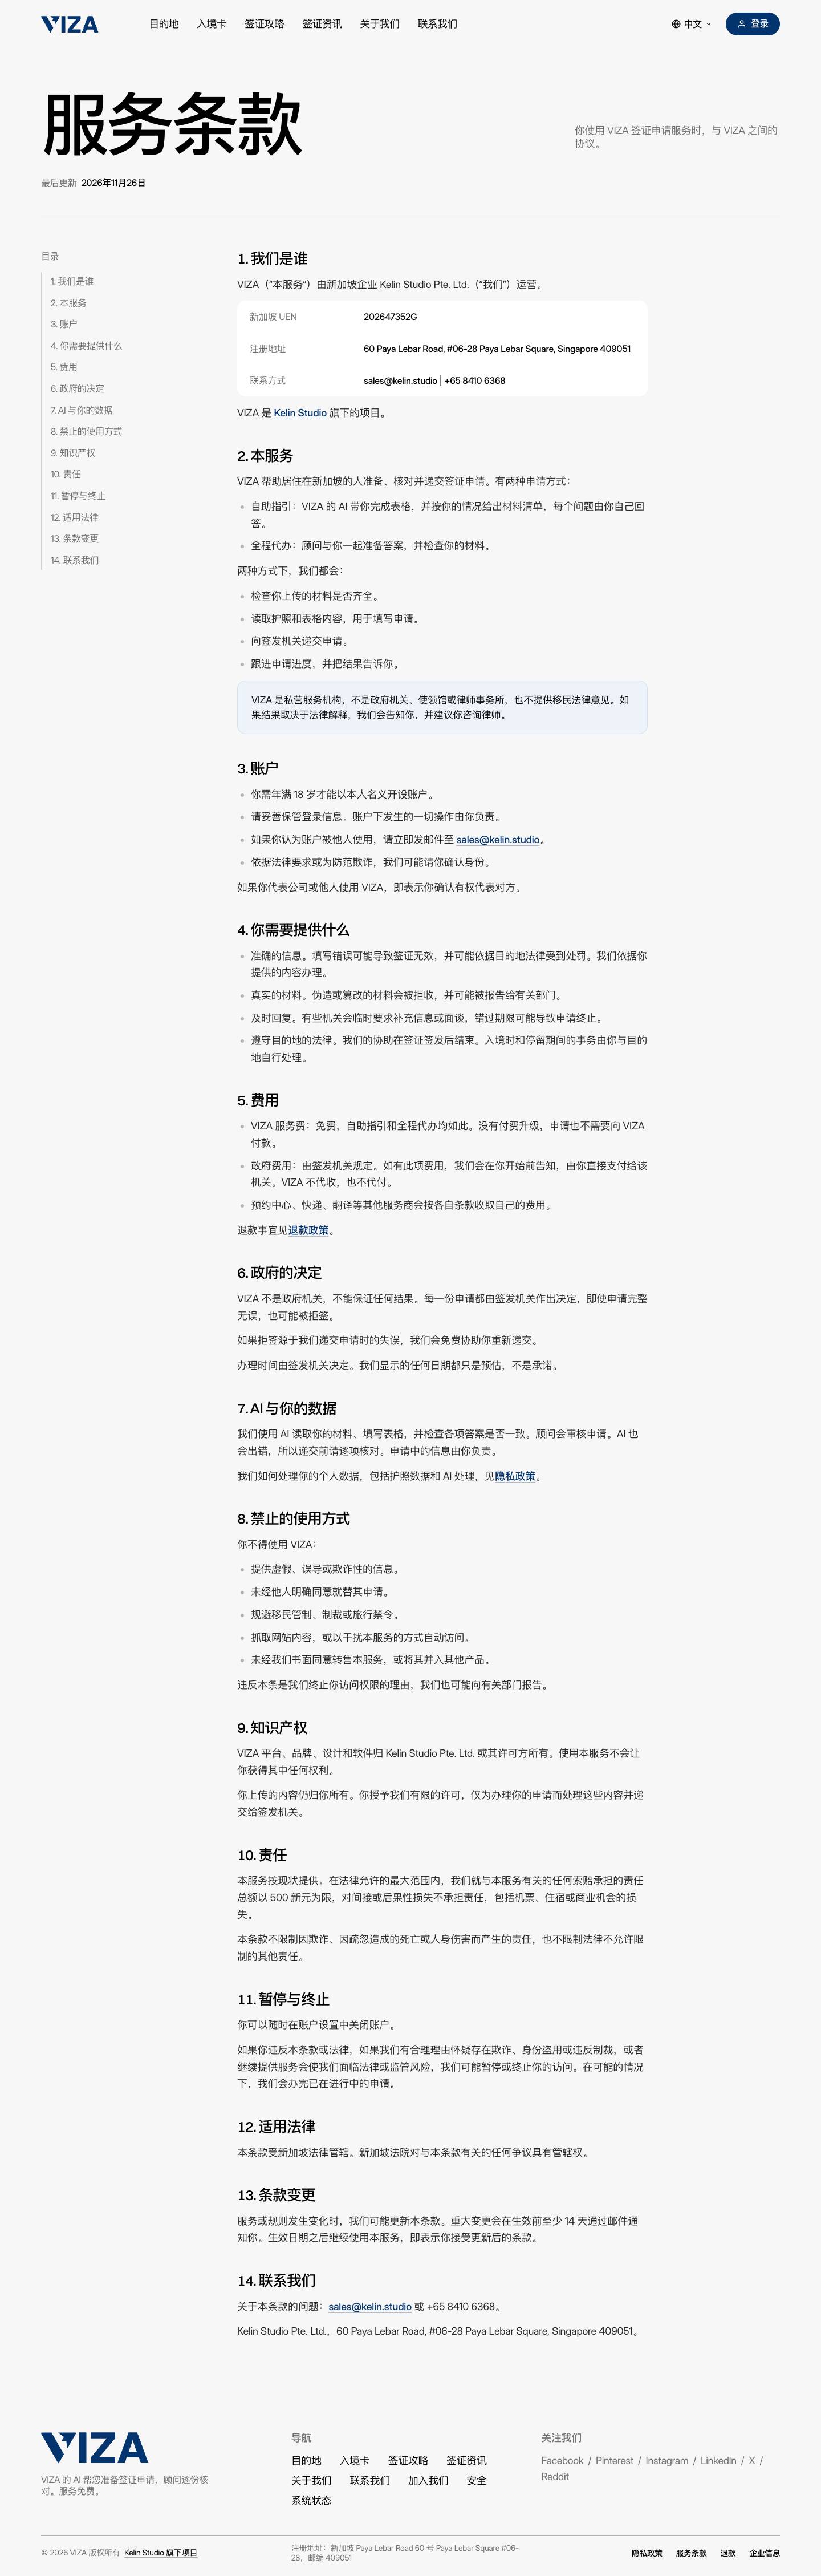 VIZA
目的地 入境卡 签证攻略 签证资讯 关于我们 联系我们
中文
登录
服务条款
你使用 VIZA 签证申请服务时，与 VIZA 之间的
协议。
最后更新 2026年11月26日
目录
1. 我们是谁
2. 本服务
3. 账户
4. 你需要提供什么
5. 费用
6. 政府的决定
7. AI 与你的数据
8. 禁止的使用方式
9. 知识产权
10. 责任
11. 暂停与终止
12. 适用法律
13. 条款变更
14. 联系我们
1. 我们是谁
VIZA（“本服务”）由新加坡企业 Kelin Studio Pte. Ltd.（“我们”）运营。
新加坡 UEN 202647352G
注册地址 60 Paya Lebar Road, #06-28 Paya Lebar Square, Singapore 409051
联系方式 sales@kelin.studio | +65 8410 6368
VIZA 是 Kelin Studio 旗下的项目。
2. 本服务
VIZA 帮助居住在新加坡的人准备、核对并递交签证申请。有两种申请方式：
自助指引：VIZA 的 AI 带你完成表格，并按你的情况给出材料清单，每个问题由你自己回
答。
全程代办：顾问与你一起准备答案，并检查你的材料。
两种方式下，我们都会：
检查你上传的材料是否齐全。
读取护照和表格内容，用于填写申请。
向签发机关递交申请。
跟进申请进度，并把结果告诉你。
VIZA 是私营服务机构，不是政府机关、使领馆或律师事务所，也不提供移民法律意见。如
果结果取决于法律解释，我们会告知你，并建议你咨询律师。
3. 账户
你需年满 18 岁才能以本人名义开设账户。
请妥善保管登录信息。账户下发生的一切操作由你负责。
如果你认为账户被他人使用，请立即发邮件至 sales@kelin.studio。
依据法律要求或为防范欺诈，我们可能请你确认身份。
如果你代表公司或他人使用 VIZA，即表示你确认有权代表对方。
4. 你需要提供什么
准确的信息。填写错误可能导致签证无效，并可能依据目的地法律受到处罚。我们依据你
提供的内容办理。
真实的材料。伪造或篡改的材料会被拒收，并可能被报告给有关部门。
及时回复。有些机关会临时要求补充信息或面谈，错过期限可能导致申请终止。
遵守目的地的法律。我们的协助在签证签发后结束。入境时和停留期间的事务由你与目的
地自行处理。
5. 费用
VIZA 服务费：免费，自助指引和全程代办均如此。没有付费升级，申请也不需要向 VIZA
付款。
政府费用：由签发机关规定。如有此项费用，我们会在你开始前告知，由你直接支付给该
机关。VIZA 不代收，也不代付。
预约中心、快递、翻译等其他服务商会按各自条款收取自己的费用。
退款事宜见退款政策。
6. 政府的决定
VIZA 不是政府机关，不能保证任何结果。每一份申请都由签发机关作出决定，即使申请完整
无误，也可能被拒签。
如果拒签源于我们递交申请时的失误，我们会免费协助你重新递交。
办理时间由签发机关决定。我们显示的任何日期都只是预估，不是承诺。
7. AI 与你的数据
我们使用 AI 读取你的材料、填写表格，并检查各项答案是否一致。顾问会审核申请。AI 也
会出错，所以递交前请逐项核对。申请中的信息由你负责。
我们如何处理你的个人数据，包括护照数据和 AI 处理，见隐私政策。
8. 禁止的使用方式
你不得使用 VIZA：
提供虚假、误导或欺诈性的信息。
未经他人明确同意就替其申请。
规避移民管制、制裁或旅行禁令。
抓取网站内容，或以干扰本服务的方式自动访问。
未经我们书面同意转售本服务，或将其并入其他产品。
违反本条是我们终止你访问权限的理由，我们也可能向有关部门报告。
9. 知识产权
VIZA 平台、品牌、设计和软件归 Kelin Studio Pte. Ltd. 或其许可方所有。使用本服务不会让
你获得其中任何权利。
你上传的内容仍归你所有。你授予我们有限的许可，仅为办理你的申请而处理这些内容并递
交给签发机关。
10. 责任
本服务按现状提供。在法律允许的最大范围内，我们就与本服务有关的任何索赔承担的责任
总额以 500 新元为限，对间接或后果性损失不承担责任，包括机票、住宿或商业机会的损
失。
本条款不限制因欺诈、因疏忽造成的死亡或人身伤害而产生的责任，也不限制法律不允许限
制的其他责任。
11. 暂停与终止
你可以随时在账户设置中关闭账户。
如果你违反本条款或法律，如果我们有合理理由怀疑存在欺诈、身份盗用或违反制裁，或者
继续提供服务会使我们面临法律或监管风险，我们可能暂停或终止你的访问。在可能的情况
下，我们会办完已在进行中的申请。
12. 适用法律
本条款受新加坡法律管辖。新加坡法院对与本条款有关的任何争议具有管辖权。
13. 条款变更
服务或规则发生变化时，我们可能更新本条款。重大变更会在生效前至少 14 天通过邮件通
知你。生效日期之后继续使用本服务，即表示你接受更新后的条款。
14. 联系我们
关于本条款的问题：sales@kelin.studio 或 +65 8410 6368。
Kelin Studio Pte. Ltd.，60 Paya Lebar Road, #06-28 Paya Lebar Square, Singapore 409051。
VIZA
VIZA 的 AI 帮您准备签证申请，顾问逐份核
对。服务免费。
导航
目的地 入境卡 签证攻略 签证资讯
关于我们 联系我们 加入我们 安全
系统状态
关注我们
Facebook / Pinterest / Instagram / LinkedIn / X /
Reddit
© 2026 VIZA 版权所有 Kelin Studio 旗下项目
注册地址：新加坡 Paya Lebar Road 60 号 Paya Lebar Square #06-
28，邮编 409051
隐私政策 服务条款 退款 企业信息